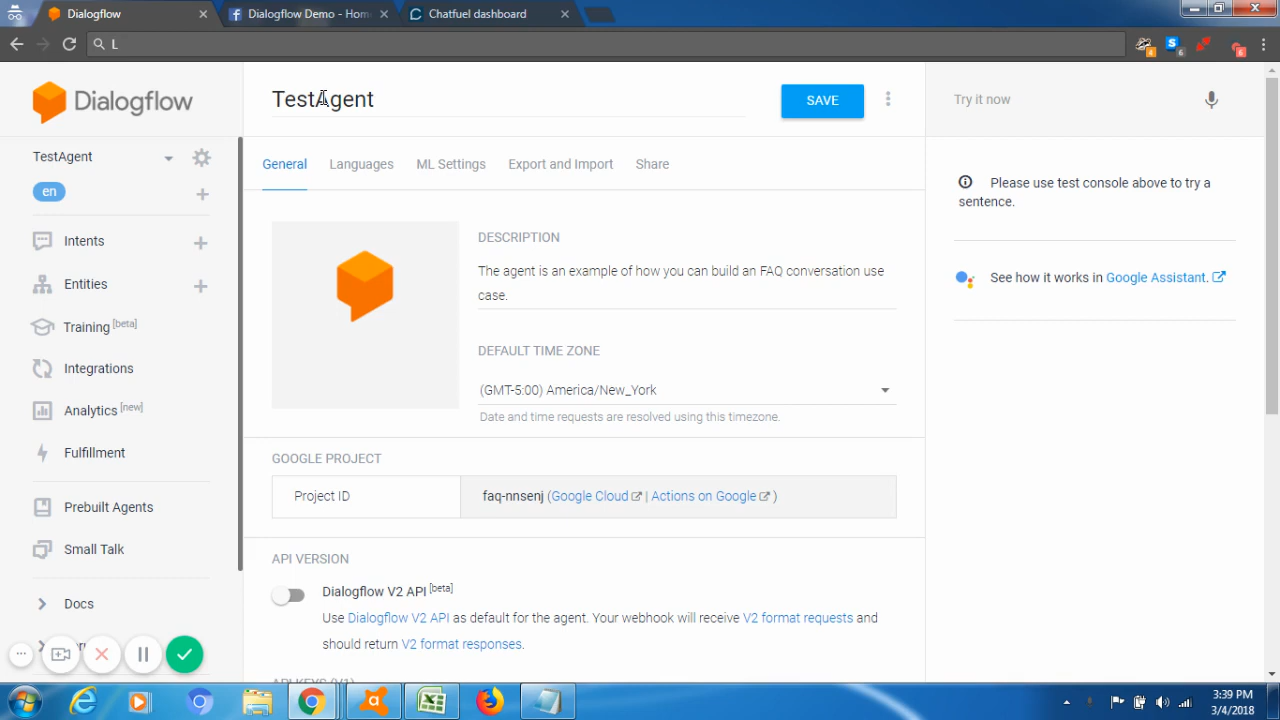 Dialogflow
Dialogflow Demo - Hom
Chatfuel dashboard
L
4
6
6
Dialogflow
TestAgent
en
Intents
Entities
Training [beta]
Integrations
Analytics [new]
Fulfillment
Prebuilt Agents
Small Talk
Docs
TestAgent
SAVE
General
Languages
ML Settings
Export and Import
Share
DESCRIPTION
The agent is an example of how you can build an FAQ conversation use
case.
DEFAULT TIME ZONE
(GMT-5:00) America/New_York
Date and time requests are resolved using this timezone.
GOOGLE PROJECT
Project ID
faq-nnsenj (Google Cloud | Actions on Google )
API VERSION
Dialogflow V2 API [beta]
Use Dialogflow V2 API as default for the agent. Your webhook will receive V2 format requests and
should return V2 format responses.
Try it now
Please use test console above to try a
sentence.
See how it works in Google Assistant.
3:39 PM
3/4/2018